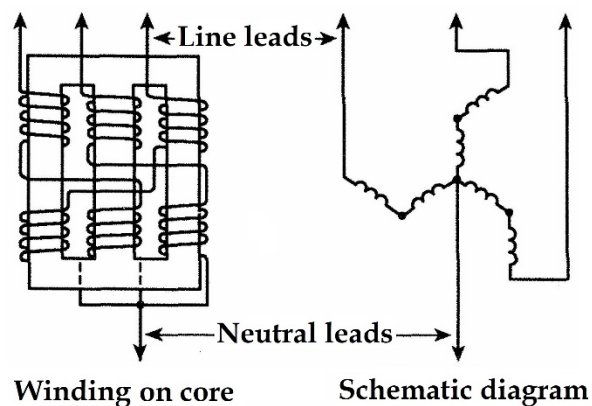 Line leads
Neutral leads
Winding on core
Schematic diagram